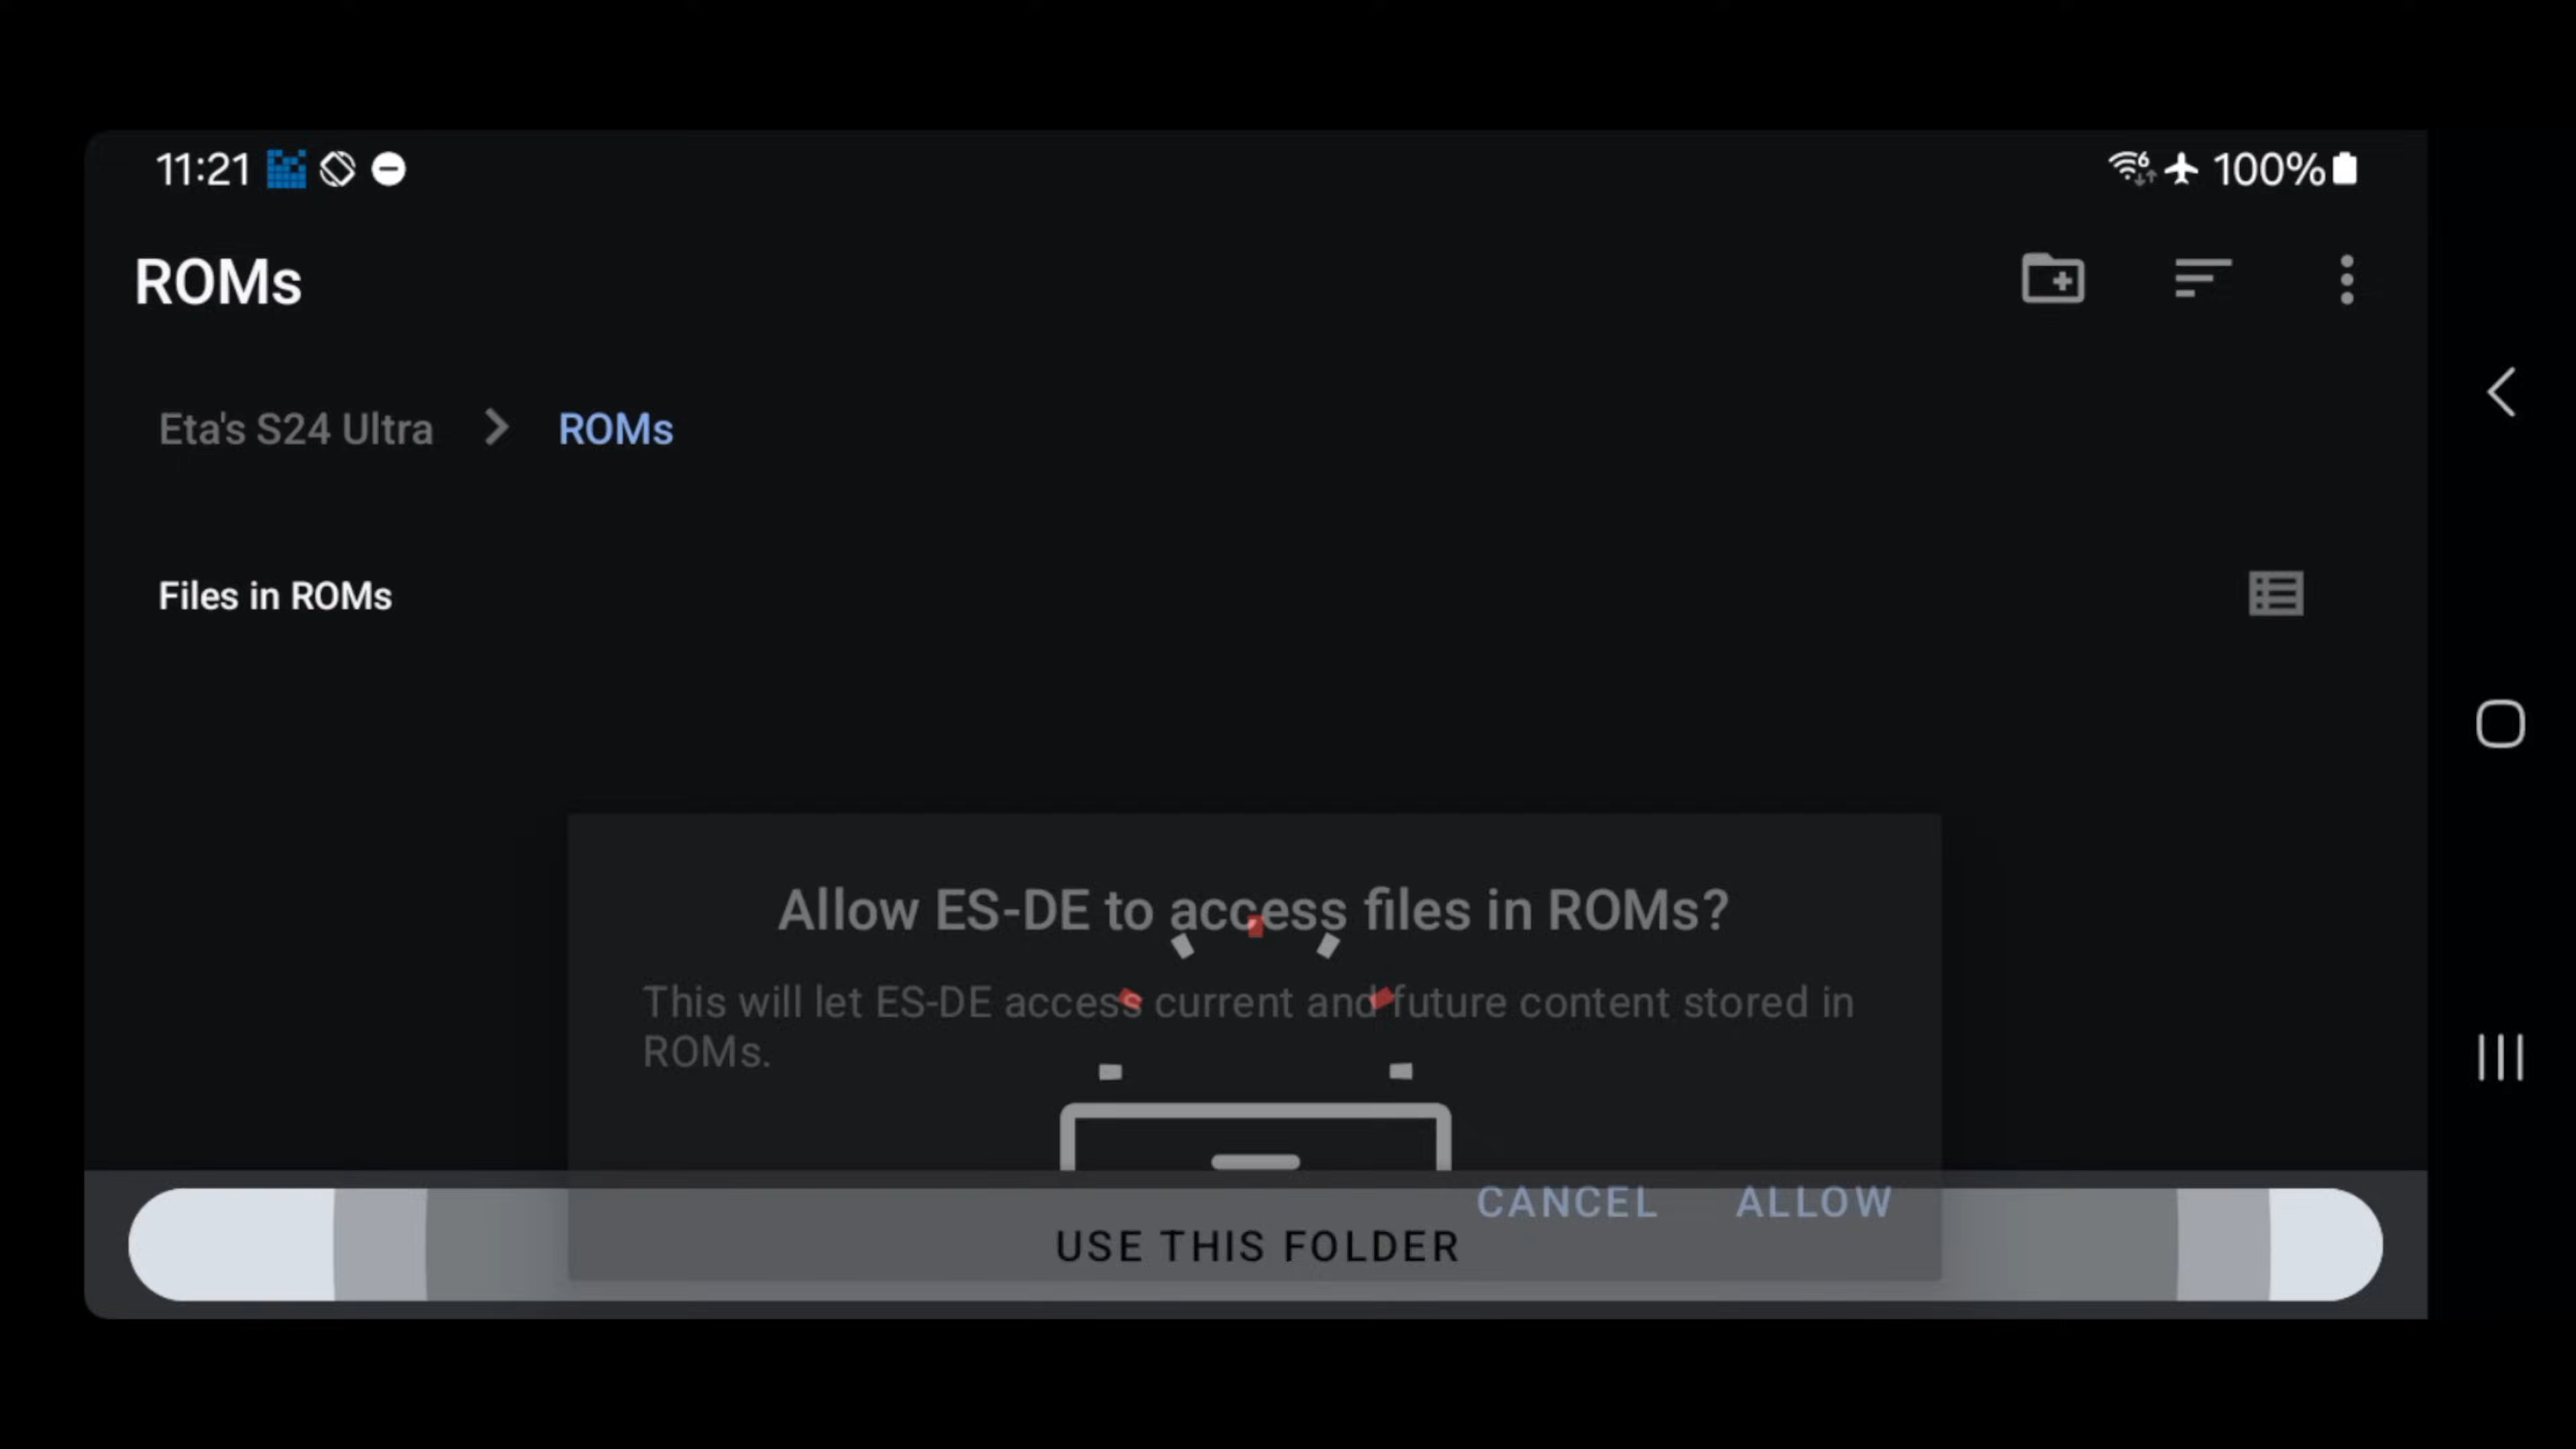 11:21
6
100%
ROMs
Eta's S24 Ultra
ROMs
Files in ROMs
Allow ES-DE to access files in ROMs?
This will let ES-DE access current and future content stored in
ROMs.
CANCEL ALLOW
USE THIS FOLDER